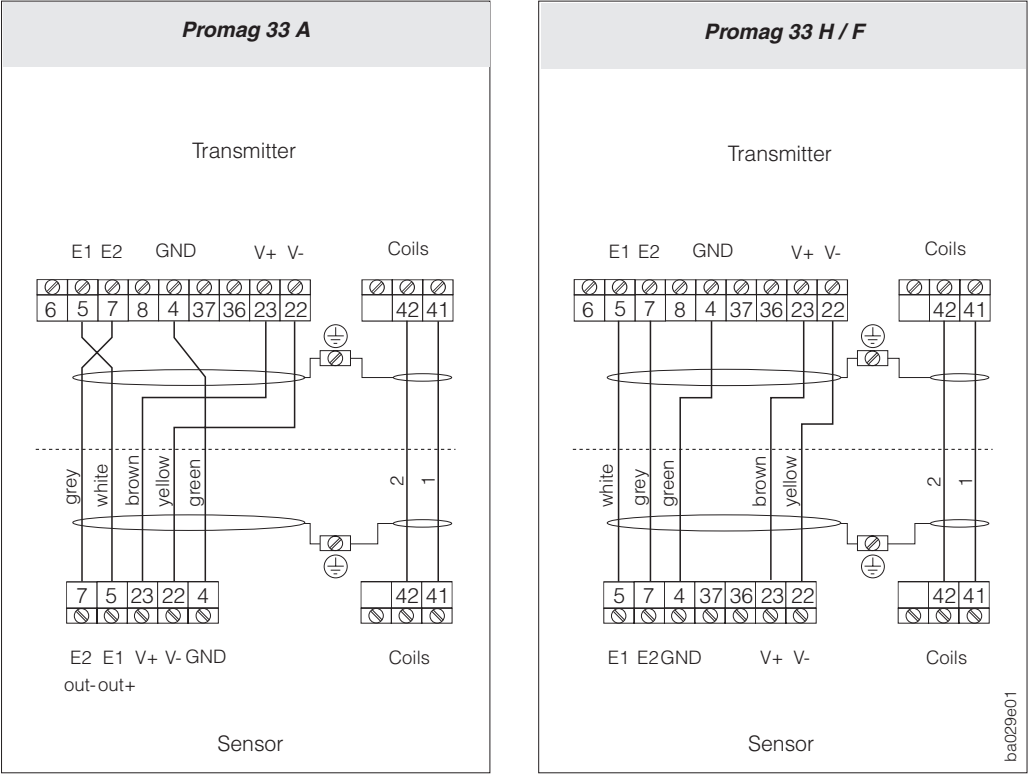 Promag 33 A
Transmitter
E1 E2 GND V+ V- Coils
6 5 7 8 4 37 36 23 22 42 41
grey white brown yellow green 2 1
7 5 23 22 4 42 41
E2 E1 V+ V- GND Coils
out- out+
Sensor
Promag 33 H / F
Transmitter
E1 E2 GND V+ V- Coils
6 5 7 8 4 37 36 23 22 42 41
white grey green brown yellow 2 1
5 7 4 37 36 23 22 42 41
E1 E2 GND V+ V- Coils
Sensor
ba029e01